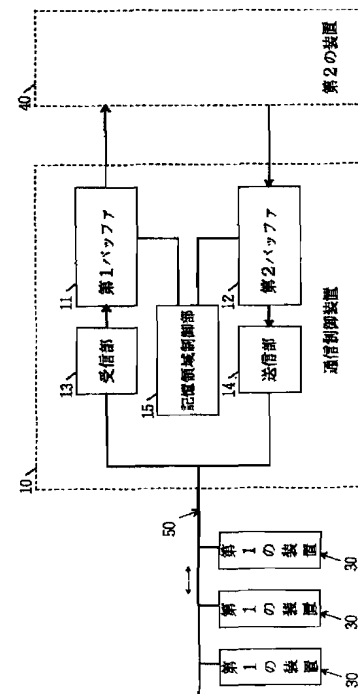 40
第2の装置
10
11
第1バッファ
13
受信部
15
記憶領域制御部
12
第2バッファ
14
送信部
通信制御装置
50
第1の装置
30
第1の装置
30
第1の装置
30